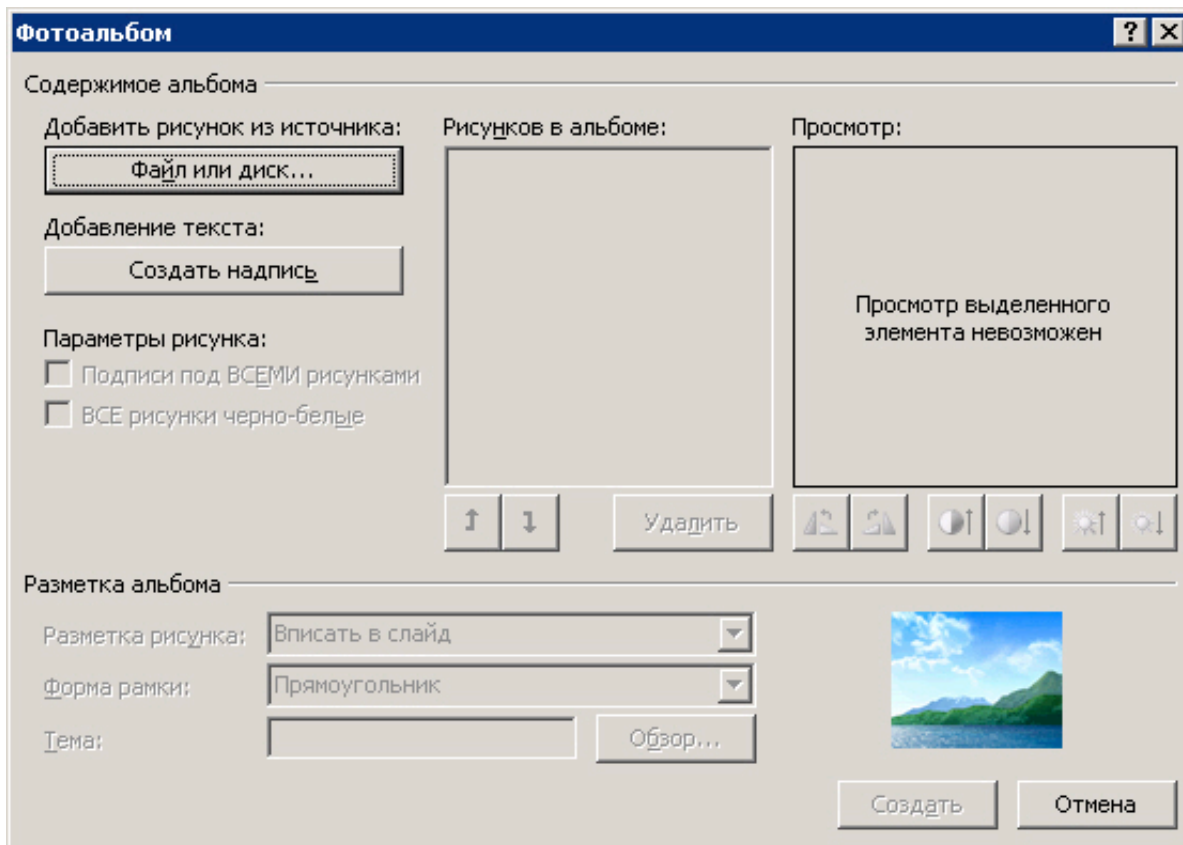 Фотоальбом
Содержимое альбома
Добавить рисунок из источника:
Файл или диск...
Добавление текста:
Создать надпись
Параметры рисунка:
Подписи под ВСЕМИ рисунками
ВСЕ рисунки черно-белые
Рисунков в альбоме:
Удалить
Просмотр:
Просмотр выделенного
элемента невозможен
Разметка альбома
Разметка рисунка:
Вписать в слайд
Форма рамки:
Прямоугольник
Тема:
Обзор...
Создать
Отмена